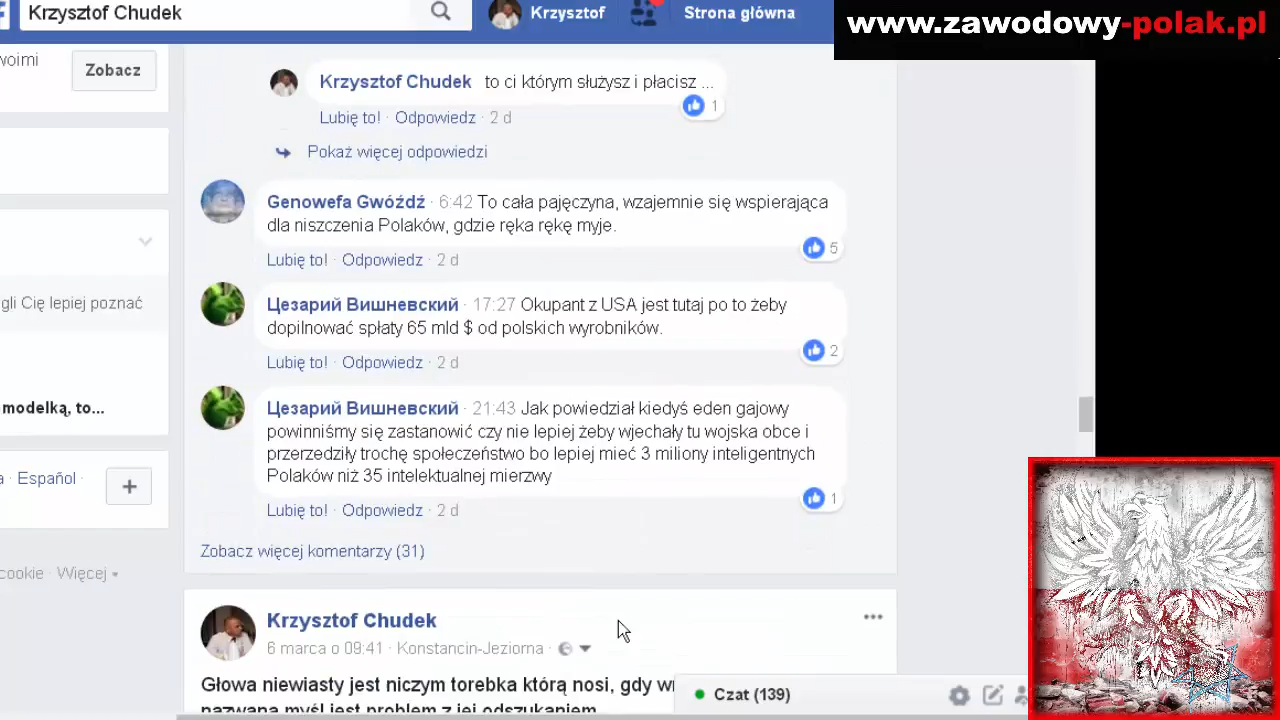 Krzysztof Chudek
Krzysztof
Strona główna
www.zawodowy-polak.pl
woimi
Zobacz
Krzysztof Chudek to ci którym służysz i płacisz ...
1
Lubię to! · Odpowiedz · 2 d
Pokaż więcej odpowiedzi
Genowefa Gwóźdź · 6:42 To cała pajęczyna, wzajemnie się wspierająca
dla niszczenia Polaków, gdzie ręka rękę myje.
5
Lubię to! · Odpowiedz · 2 d
gli Cię lepiej poznać
Цезарий Вишневский · 17:27 Okupant z USA jest tutaj po to żeby
dopilnować spłaty 65 mld $ od polskich wyrobników.
2
Lubię to! · Odpowiedz · 2 d
modelką, to...
Цезарий Вишневский · 21:43 Jak powiedział kiedyś eden gajowy
powinniśmy się zastanowić czy nie lepiej żeby wjechały tu wojska obce i
przerzedziły trochę społeczeństwo bo lepiej mieć 3 miliony inteligentnych
Polaków niż 35 intelektualnej mierzwy
1
Lubię to! · Odpowiedz · 2 d
a · Español ·
Zobacz więcej komentarzy (31)
cookie · Więcej
Krzysztof Chudek
6 marca o 09:41 · Konstancin-Jeziorna ·
Głowa niewiasty jest niczym torebka którą nosi, gdy
nazwana myśl jest problem z jej odszukaniem
Czat (139)